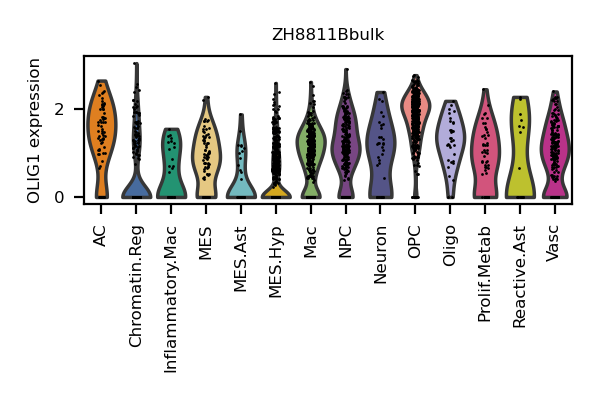 ZH8811Bbulk
OLIG1 expression
2
0
AC
Chromatin.Reg
Inflammatory.Mac
MES
MES.Ast
MES.Hyp
Mac
NPC
Neuron
OPC
Oligo
Prolif.Metab
Reactive.Ast
Vasc